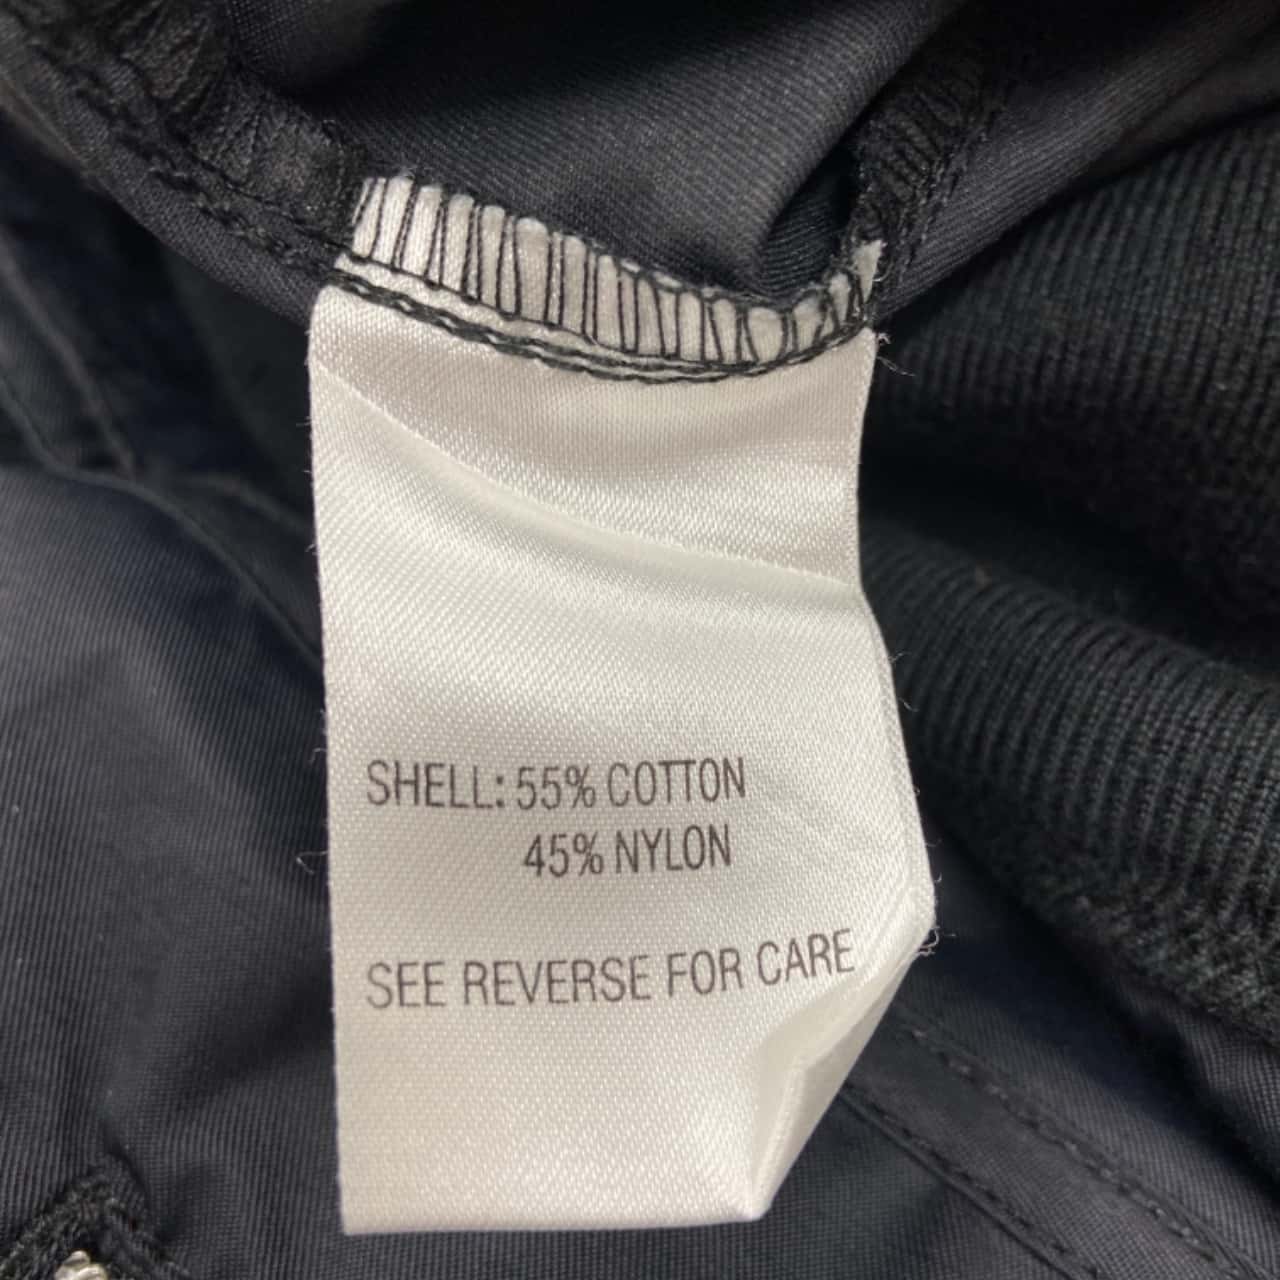 SHELL: 55% COTTON
45% NYLON
SEE REVERSE FOR CARE